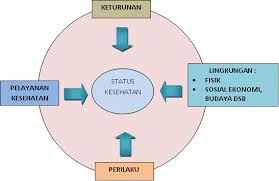 KETURUNAN
LINGKUNGAN :
• FISIK
• SOSIAL EKONOMI,
BUDAYA DSB
STATUS
KESEHATAN
PELAYANAN
KESEHATAN
PERILAKU